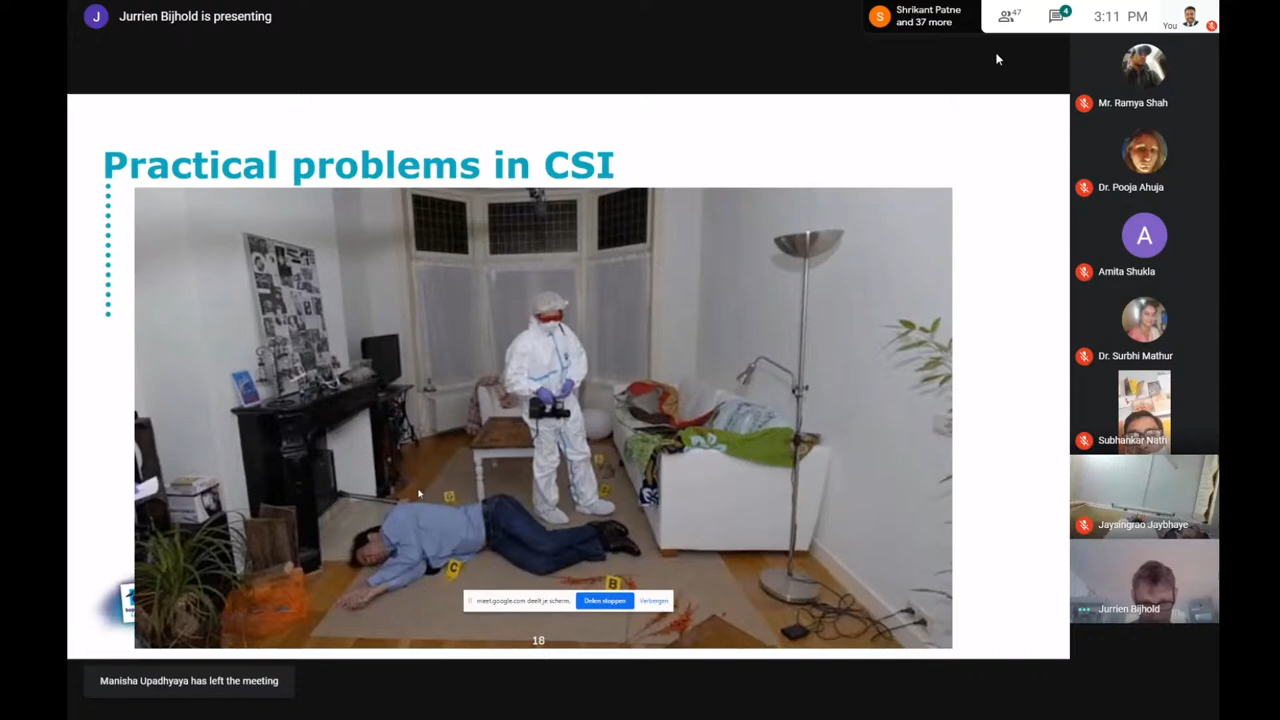 J Jurrien Bijhold is presenting
S Shrikant Patne
and 37 more
47
4
3:11 PM
You
Mr. Ramya Shah
Dr. Pooja Ahuja
A
Amita Shukla
Dr. Surbhi Mathur
Subhankar Nath
Jaysingrao Jaybhaye
Jurrien Bijhold
Practical problems in CSI
C
B
meet.google.com deelt je scherm. Delen stoppen Verbergen
18
Manisha Upadhyaya has left the meeting